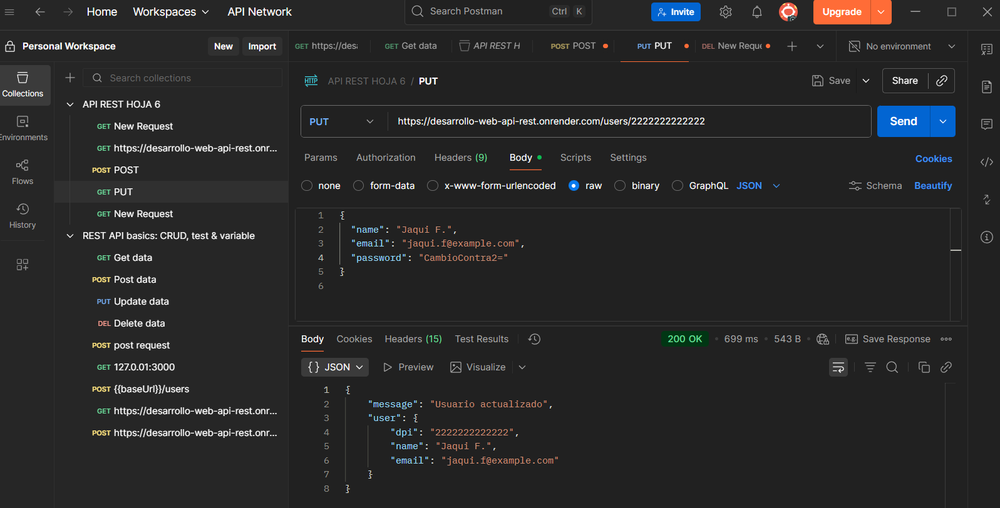 Home Workspaces API Network Search Postman Ctrl K Invite Upgrade
Personal Workspace New Import
GET https://desa GET Get data API REST H POST POST PUT PUT DEL New Reque No environment
Collections
Environments
Flows
History
Search collections
API REST HOJA 6
GET New Request
GET https://desarrollo-web-api-rest.onr...
POST POST
GET PUT
GET New Request
REST API basics: CRUD, test & variable
GET Get data
POST Post data
PUT Update data
DEL Delete data
POST post request
GET 127.0.01:3000
POST {{baseUrl}}/users
GET https://desarrollo-web-api-rest.onr...
POST https://desarrollo-web-api-rest.onr...
HTTP API REST HOJA 6 / PUT Save Share
PUT https://desarrollo-web-api-rest.onrender.com/users/2222222222222 Send
Params Authorization Headers (9) Body Scripts Settings Cookies
none form-data x-www-form-urlencoded raw binary GraphQL JSON Schema Beautify
1 {
2 "name": "Jaqui F.",
3 "email": "jaqui.f@example.com",
4 "password": "CambioContra2="
5 }
6
Body Cookies Headers (15) Test Results 200 OK • 699 ms • 543 B • e.g. Save Response
{} JSON Preview Visualize
1 {
2 "message": "Usuario actualizado",
3 "user": {
4 "dpi": "2222222222222",
5 "name": "Jaqui F.",
6 "email": "jaqui.f@example.com"
7 }
8 }